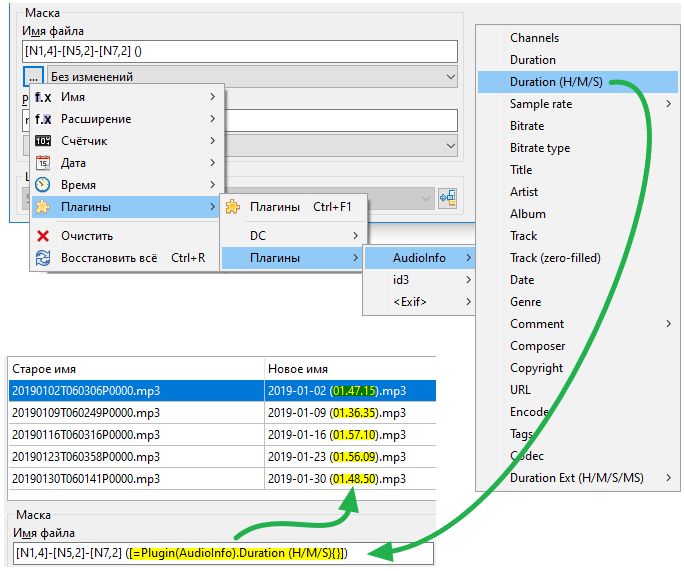 Маска
Имя файла
[N1,4]-[N5,2]-[N7,2] ()
... Без изменений
f.x Имя
f.x Расширение
Счётчик
Дата
Время
Плагины
Очистить
Восстановить всё Ctrl+R
Плагины Ctrl+F1
DC
Плагины
AudioInfo
id3
<Exif>
Channels
Duration
Duration (H/M/S)
Sample rate
Bitrate
Bitrate type
Title
Artist
Album
Track
Track (zero-filled)
Date
Genre
Comment
Composer
Copyright
URL
Encode
Tags
Codec
Duration Ext (H/M/S/MS)
Старое имя Новое имя
20190102T060306P0000.mp3 2019-01-02 (01.47.15).mp3
20190109T060249P0000.mp3 2019-01-09 (01.36.35).mp3
20190116T060316P0000.mp3 2019-01-16 (01.57.10).mp3
20190123T060358P0000.mp3 2019-01-23 (01.56.09).mp3
20190130T060141P0000.mp3 2019-01-30 (01.48.50).mp3
Маска
Имя файла
[N1,4]-[N5,2]-[N7,2] ([=Plugin(AudioInfo).Duration (H/M/S){}])